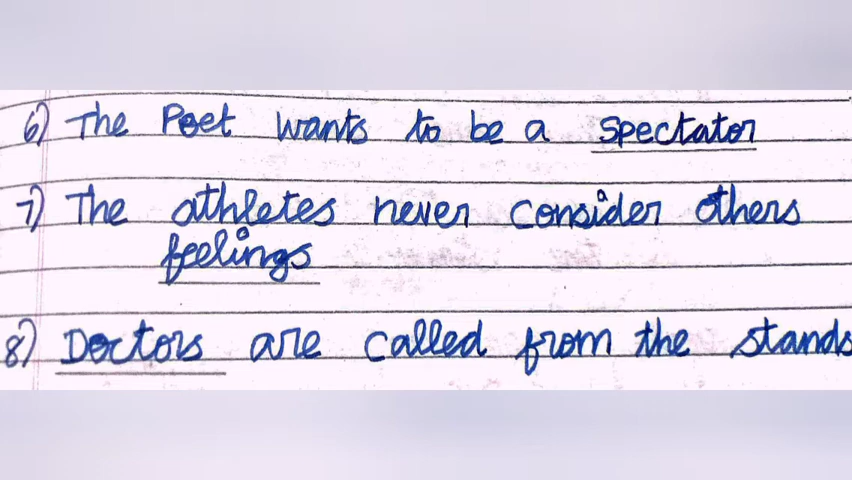 6) The Poet wants to be a spectator
7) The athletes never consider others
feelings
8) Doctors are called from the stands